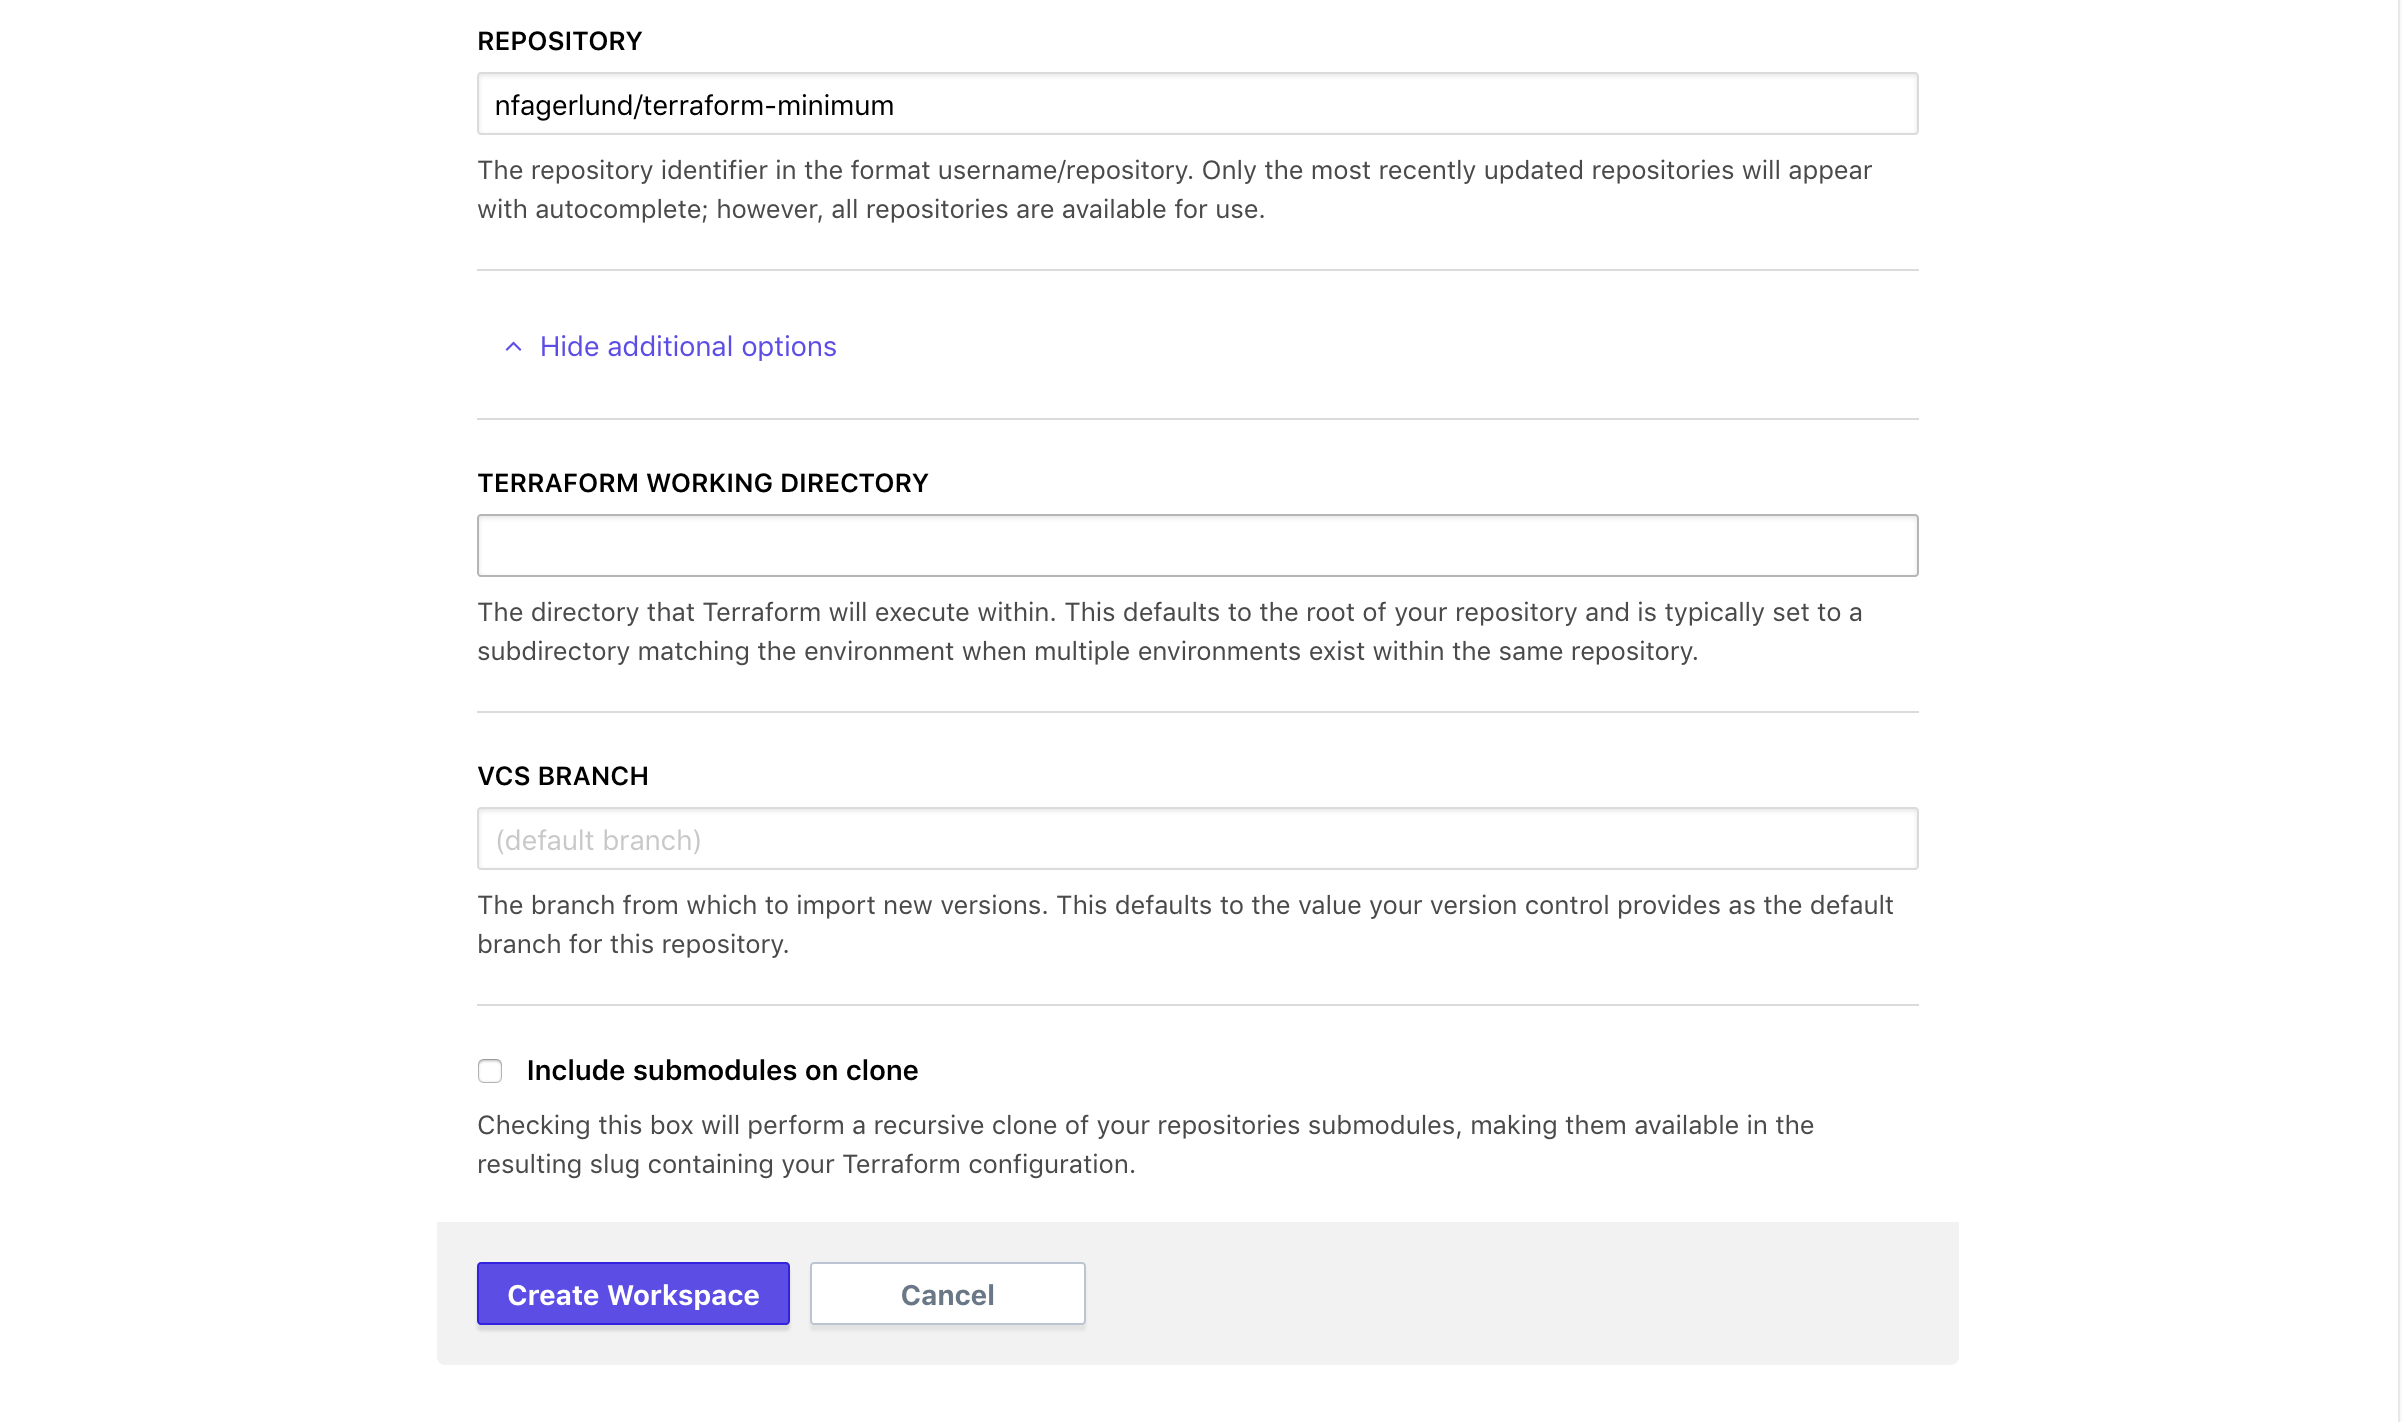 REPOSITORY
nfagerlund/terraform-minimum
The repository identifier in the format username/repository. Only the most recently updated repositories will appear
with autocomplete; however, all repositories are available for use.
Hide additional options
TERRAFORM WORKING DIRECTORY
The directory that Terraform will execute within. This defaults to the root of your repository and is typically set to a
subdirectory matching the environment when multiple environments exist within the same repository.
VCS BRANCH
(default branch)
The branch from which to import new versions. This defaults to the value your version control provides as the default
branch for this repository.
Include submodules on clone
Checking this box will perform a recursive clone of your repositories submodules, making them available in the
resulting slug containing your Terraform configuration.
Create Workspace
Cancel